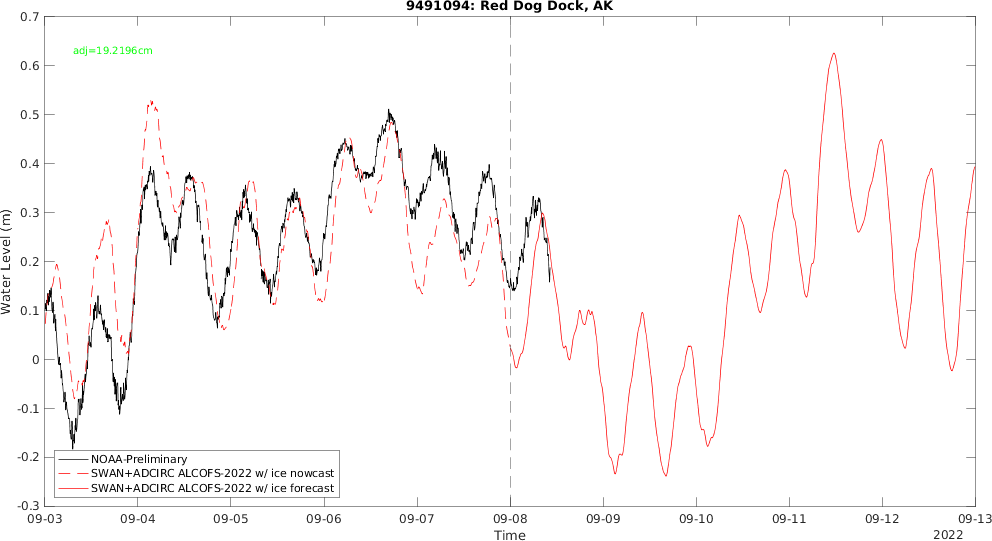 9491094: Red Dog Dock, AK
adj=19.2196cm
Water Level (m)
0.7
0.6
0.5
0.4
0.3
0.2
0.1
0
-0.1
-0.2
-0.3
NOAA-Preliminary
SWAN+ADCIRC ALCOFS-2022 w/ ice nowcast
SWAN+ADCIRC ALCOFS-2022 w/ ice forecast
09-03 09-04 09-05 09-06 09-07 09-08 09-09 09-10 09-11 09-12 09-13
Time
2022